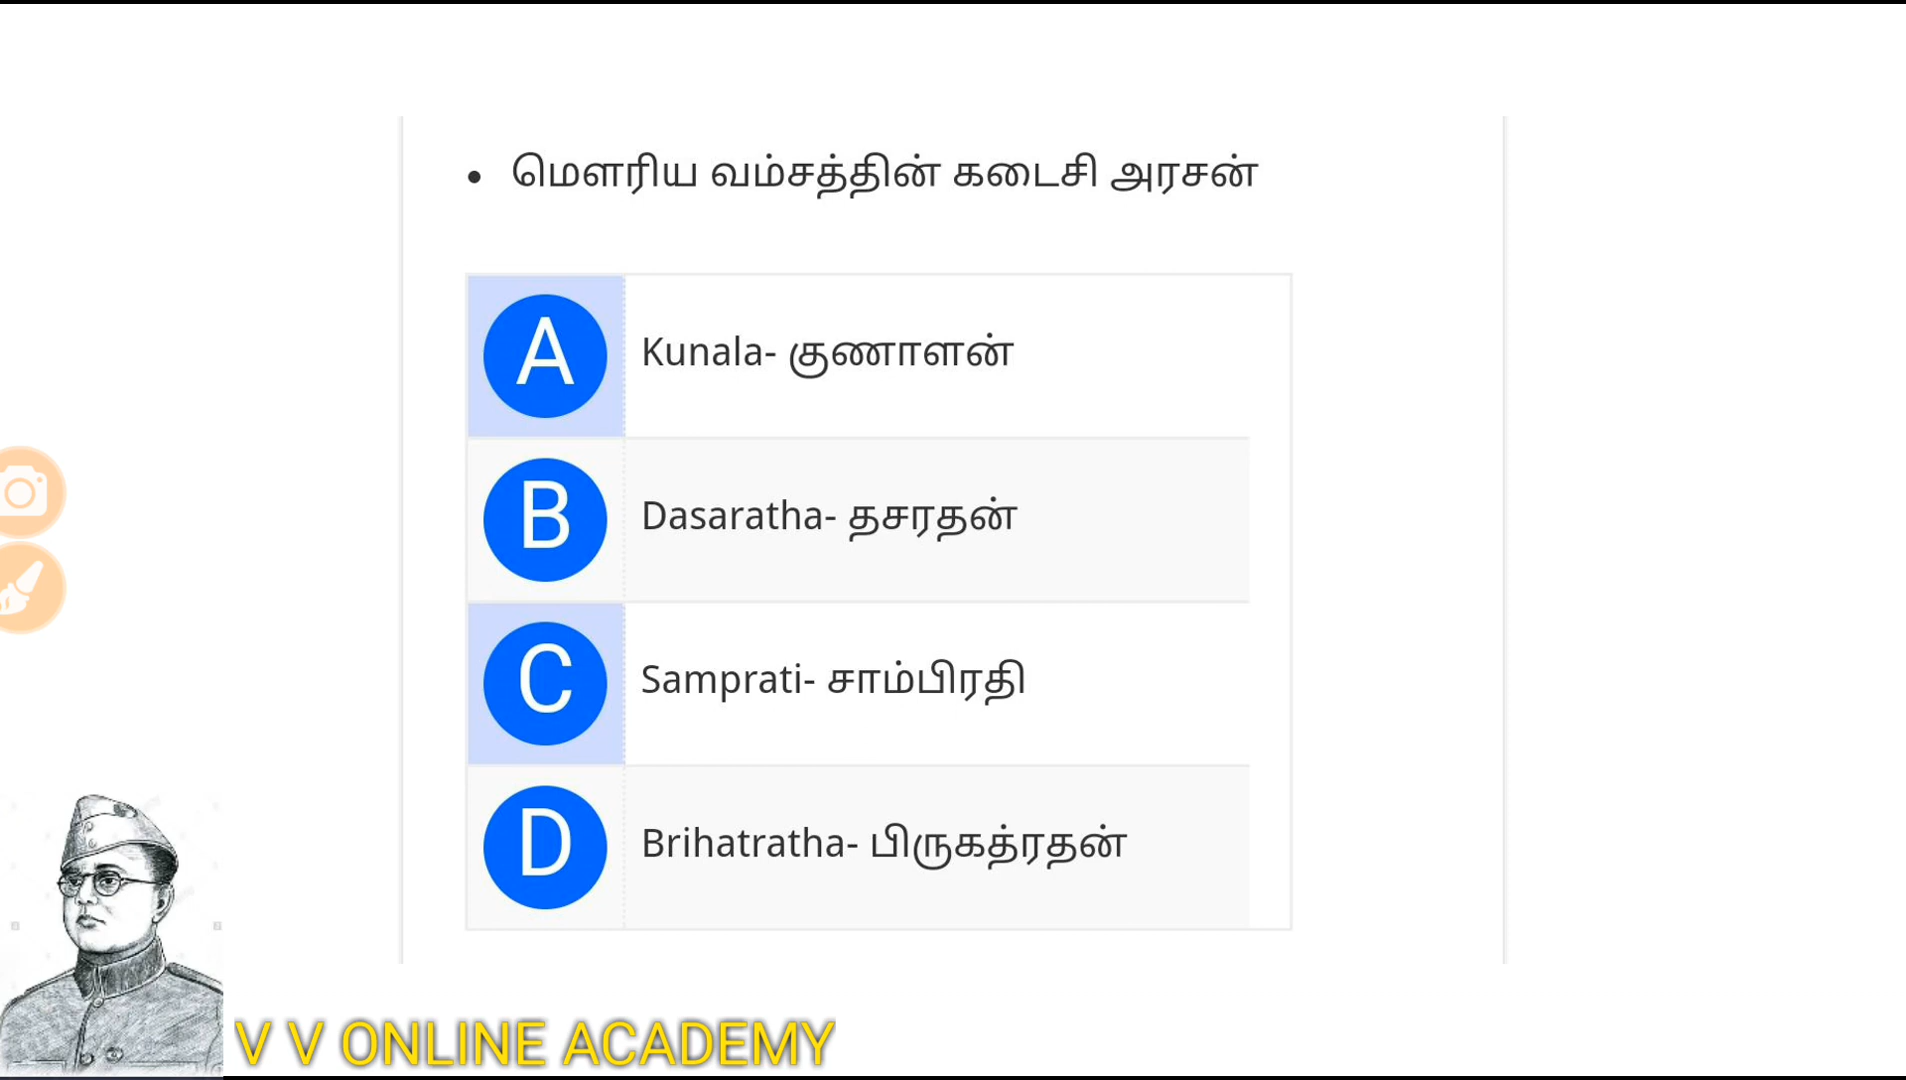 • மௌரிய வம்சத்தின் கடைசி அரசன்
A Kunala- குணாளன்
B Dasaratha- தசரதன்
C Samprati- சாம்பிரதி
D Brihatratha- பிருகத்ரதன்
V V ONLINE ACADEMY